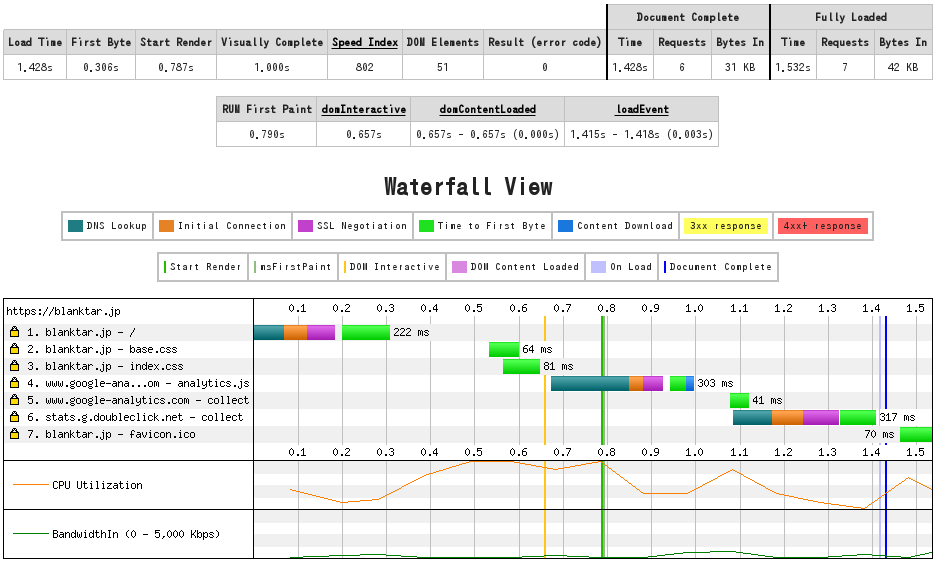 Document Complete Fully Loaded
Load Time First Byte Start Render Visually Complete Speed Index DOM Elements Result (error code) Time Requests Bytes In Time Requests Bytes In
1.428s 0.306s 0.787s 1.000s 802 51 0 1.428s 6 31 KB 1.532s 7 42 KB
RUM First Paint domInteractive domContentLoaded loadEvent
0.790s 0.657s 0.657s - 0.657s (0.000s) 1.415s - 1.418s (0.003s)
Waterfall View
DNS Lookup Initial Connection SSL Negotiation Time to First Byte Content Download 3xx response 4xx+ response
Start Render msFirstPaint DOM Interactive DOM Content Loaded On Load Document Complete
https://blanktar.jp 0.1 0.2 0.3 0.4 0.5 0.6 0.7 0.8 0.9 1.0 1.1 1.2 1.3 1.4 1.5
1. blanktar.jp - / 222 ms
2. blanktar.jp - base.css 64 ms
3. blanktar.jp - index.css 81 ms
4. www.google-ana...om - analytics.js 303 ms
5. www.google-analytics.com - collect 41 ms
6. stats.g.doubleclick.net - collect 317 ms
7. blanktar.jp - favicon.ico 70 ms
0.1 0.2 0.3 0.4 0.5 0.6 0.7 0.8 0.9 1.0 1.1 1.2 1.3 1.4 1.5
CPU Utilization
BandwidthIn (0 - 5,000 Kbps)